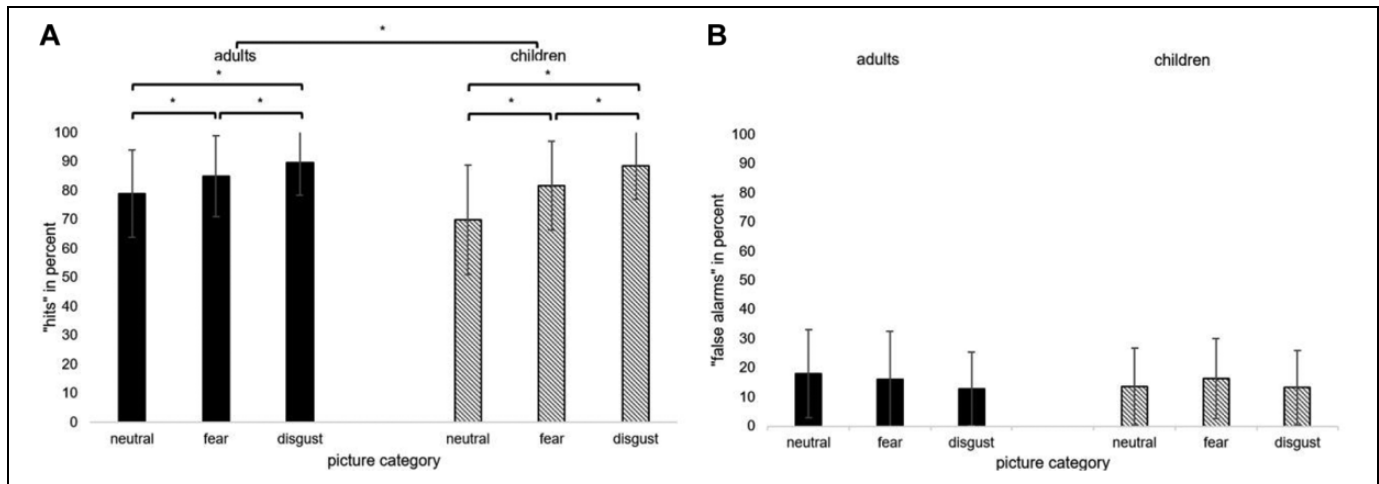 A
*
adults
children
*
*
*
*
*
*
100
90
80
70
60
50
40
30
20
10
0
"hits" in percent
neutral
fear
disgust
neutral
fear
disgust
picture category
B
adults
children
100
90
80
70
60
50
40
30
20
10
0
"false alarms" in percent
neutral
fear
disgust
neutral
fear
disgust
picture category